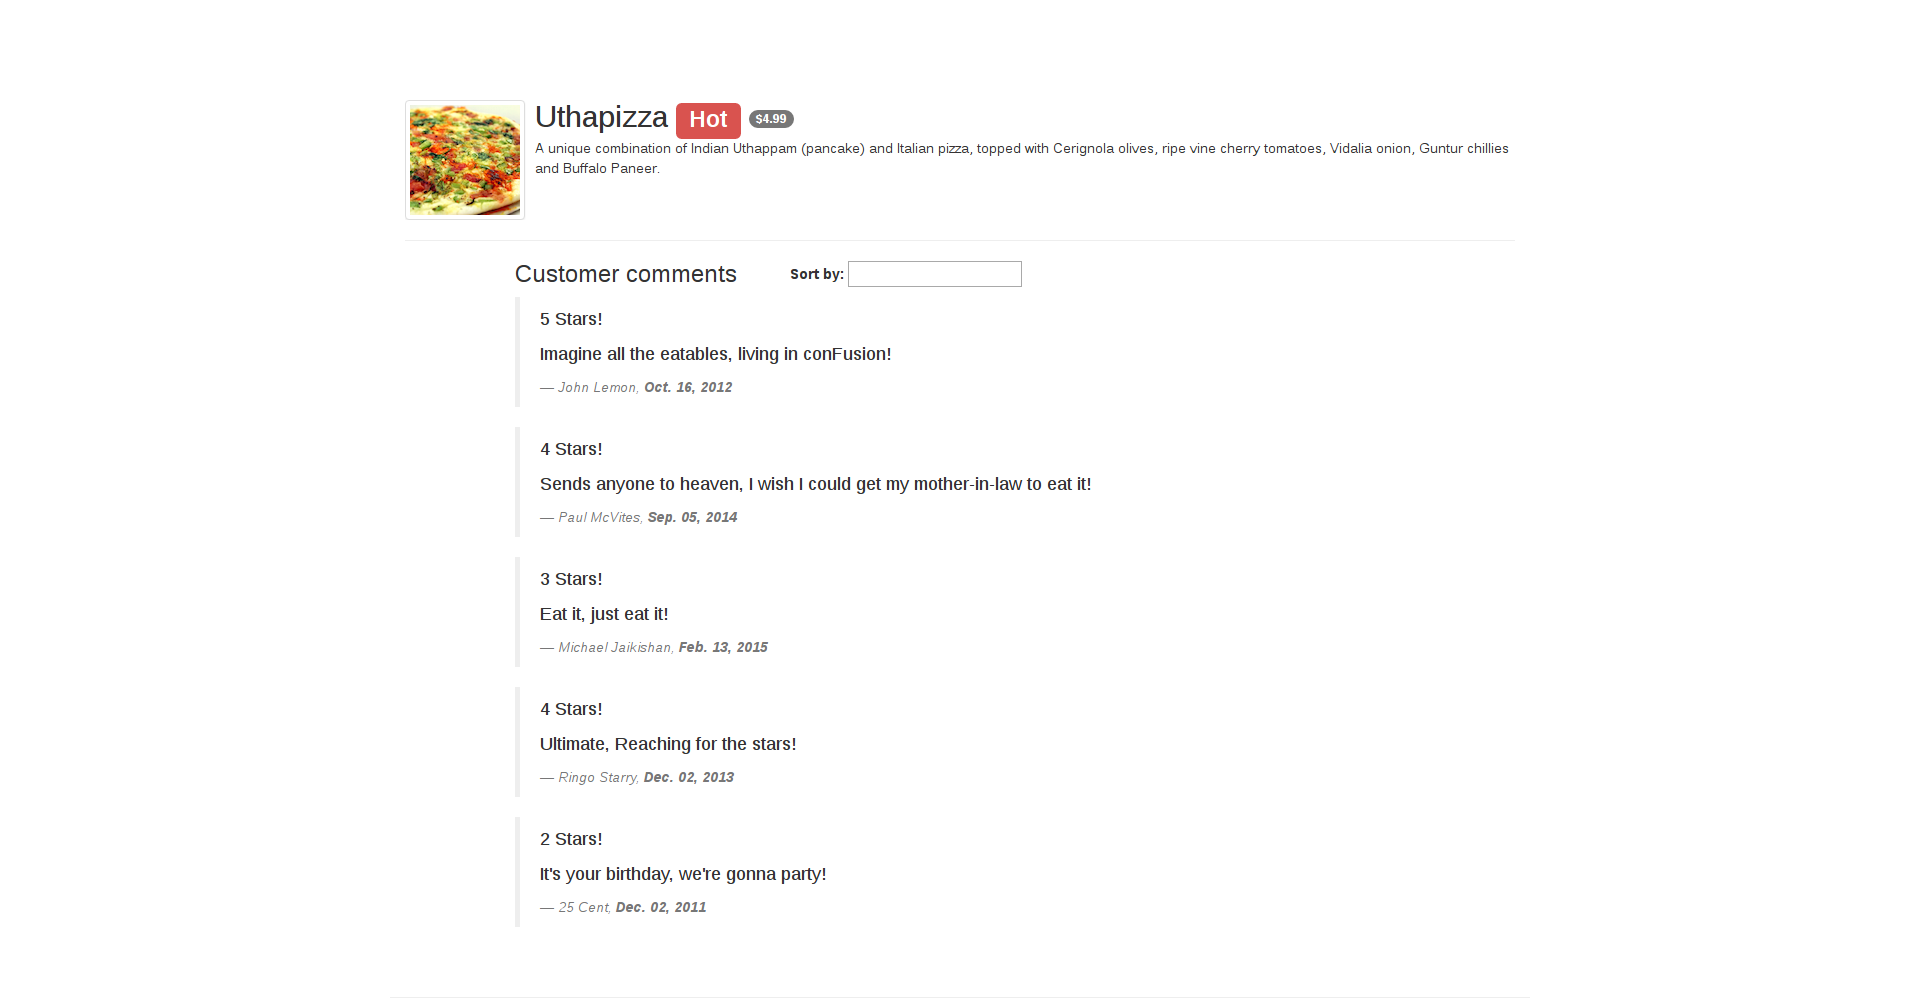 Uthapizza Hot $4.99
A unique combination of Indian Uthappam (pancake) and Italian pizza, topped with Cerignola olives, ripe vine cherry tomatoes, Vidalia onion, Guntur chillies
and Buffalo Paneer.
Customer comments Sort by:
5 Stars!
Imagine all the eatables, living in conFusion!
— John Lemon, Oct. 16, 2012
4 Stars!
Sends anyone to heaven, I wish I could get my mother-in-law to eat it!
— Paul McVites, Sep. 05, 2014
3 Stars!
Eat it, just eat it!
— Michael Jaikishan, Feb. 13, 2015
4 Stars!
Ultimate, Reaching for the stars!
— Ringo Starry, Dec. 02, 2013
2 Stars!
It's your birthday, we're gonna party!
— 25 Cent, Dec. 02, 2011